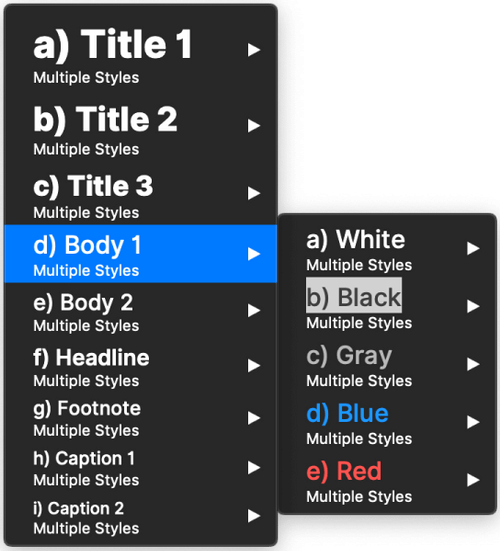 a) Title 1
Multiple Styles
b) Title 2
Multiple Styles
c) Title 3
Multiple Styles
d) Body 1
Multiple Styles
e) Body 2
Multiple Styles
f) Headline
Multiple Styles
g) Footnote
Multiple Styles
h) Caption 1
Multiple Styles
i) Caption 2
Multiple Styles
a) White
Multiple Styles
b) Black
Multiple Styles
c) Gray
Multiple Styles
d) Blue
Multiple Styles
e) Red
Multiple Styles